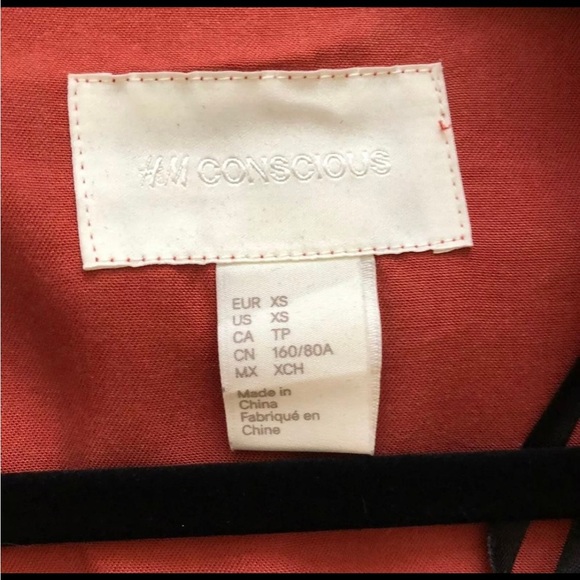 H&M CONSCIOUS
EUR XS
US XS
CA TP
CN 160/80A
MX XCH
Made in
China
Fabriqué en
Chine